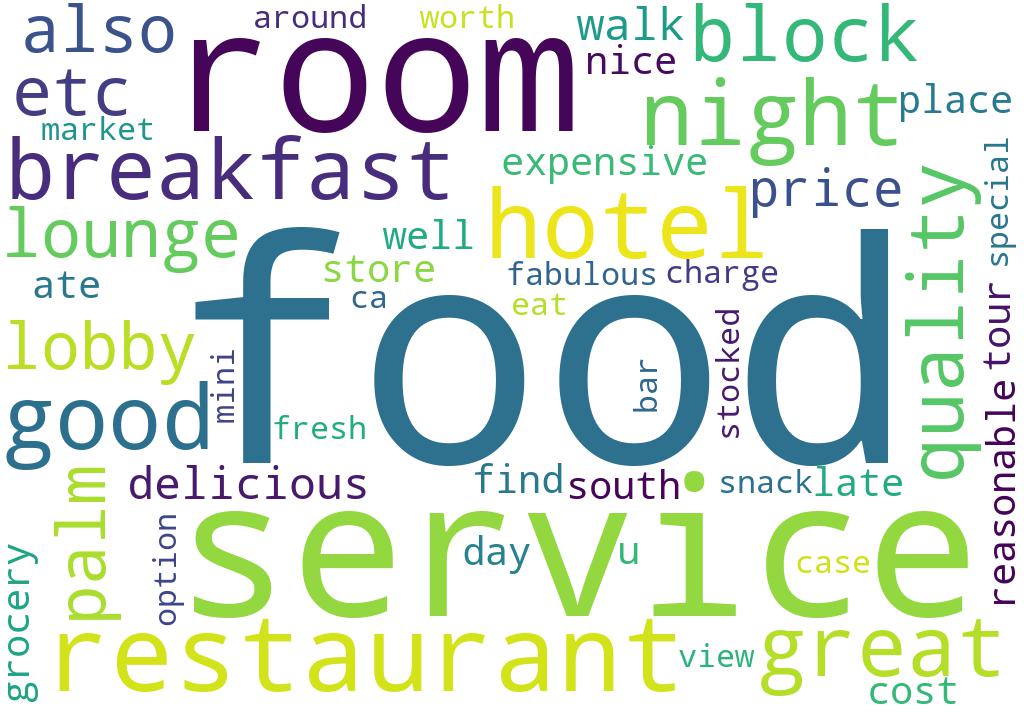 around
worth
also
room
walk
block
nice
etc
night
place
market
breakfast
expensive
price
special
lounge
well
hotel
quality
store
fabulous
charge
ate
ca
eat
food
tour
lobby
mini
bar
stocked
good
fresh
reasonable
delicious
find
south
snack
late
palm
option
service
day
u
case
grocery
restaurant
view
great
cost